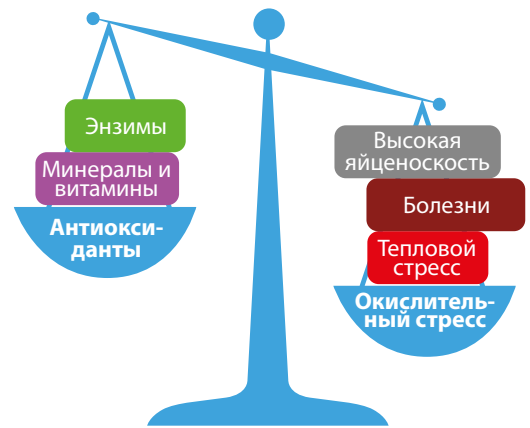 Энзимы
Минералы и
витамины
Антиокси-
данты
Высокая
яйценоскость
Болезни
Тепловой
стресс
Окислитель-
ный стресс